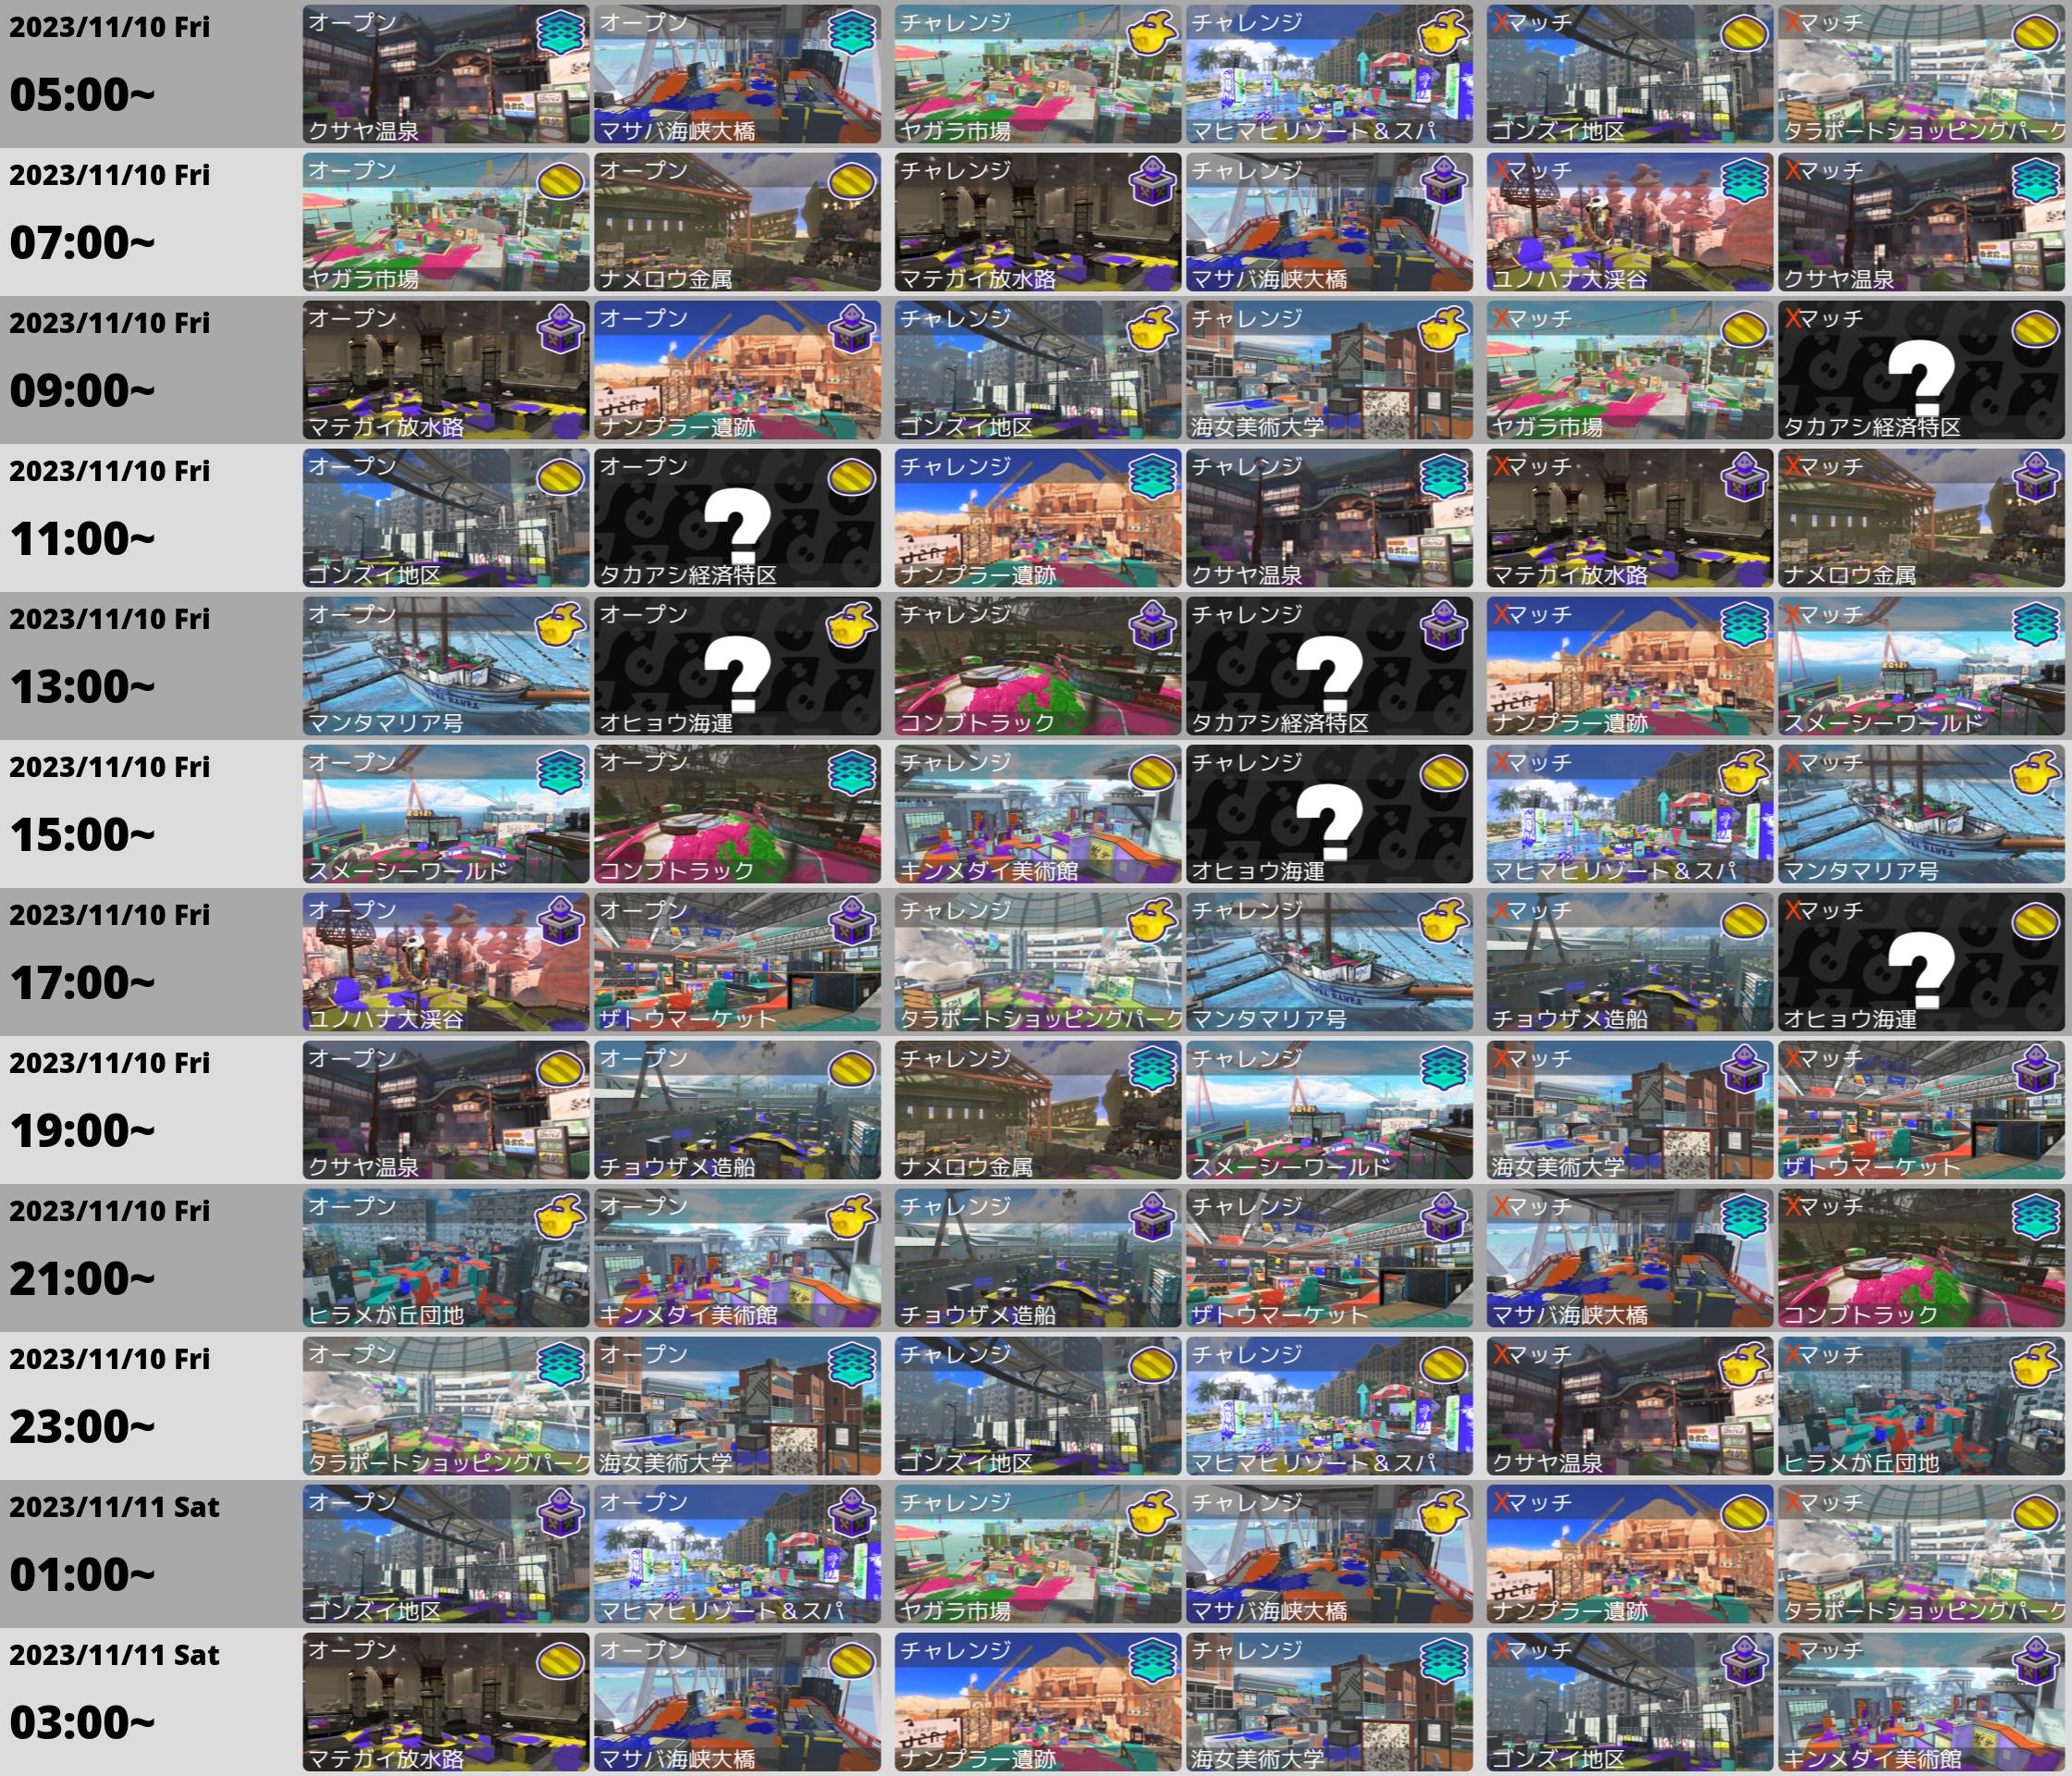 2023/11/10 Fri
05:00~
オープン オープン チャレンジ チャレンジ Xマッチ Xマッチ
クサヤ温泉 マサバ海峡大橋 ヤガラ市場 マヒマヒリゾート&スパ ゴンズイ地区 タラポートショッピングパーク
2023/11/10 Fri
07:00~
オープン オープン チャレンジ チャレンジ Xマッチ Xマッチ
ヤガラ市場 ナメロウ金属 マテガイ放水路 マサバ海峡大橋 ユノハナ大渓谷 クサヤ温泉
2023/11/10 Fri
09:00~
オープン オープン チャレンジ チャレンジ Xマッチ Xマッチ
マテガイ放水路 ナンプラー遺跡 ゴンズイ地区 海女美術大学 ヤガラ市場 タカアシ経済特区
2023/11/10 Fri
11:00~
オープン オープン チャレンジ チャレンジ Xマッチ Xマッチ
ゴンズイ地区 タカアシ経済特区 ナンプラー遺跡 クサヤ温泉 マテガイ放水路 ナメロウ金属
2023/11/10 Fri
13:00~
オープン オープン チャレンジ チャレンジ Xマッチ Xマッチ
マンタマリア号 オヒョウ海運 コンブトラック タカアシ経済特区 ナンプラー遺跡 スメーシーワールド
2023/11/10 Fri
15:00~
オープン オープン チャレンジ チャレンジ Xマッチ Xマッチ
スメーシーワールド コンブトラック キンメダイ美術館 オヒョウ海運 マヒマヒリゾート&スパ マンタマリア号
2023/11/10 Fri
17:00~
オープン オープン チャレンジ チャレンジ Xマッチ Xマッチ
ユノハナ大渓谷 ザトウマーケット タラポートショッピングパーク マンタマリア号 チョウザメ造船 オヒョウ海運
2023/11/10 Fri
19:00~
オープン オープン チャレンジ チャレンジ Xマッチ Xマッチ
クサヤ温泉 チョウザメ造船 ナメロウ金属 スメーシーワールド 海女美術大学 ザトウマーケット
2023/11/10 Fri
21:00~
オープン オープン チャレンジ チャレンジ Xマッチ Xマッチ
ヒラメが丘団地 キンメダイ美術館 チョウザメ造船 ザトウマーケット マサバ海峡大橋 コンブトラック
2023/11/10 Fri
23:00~
オープン オープン チャレンジ チャレンジ Xマッチ Xマッチ
タラポートショッピングパーク 海女美術大学 ゴンズイ地区 マヒマヒリゾート&スパ クサヤ温泉 ヒラメが丘団地
2023/11/11 Sat
01:00~
オープン オープン チャレンジ チャレンジ Xマッチ Xマッチ
ゴンズイ地区 マヒマヒリゾート&スパ ヤガラ市場 マサバ海峡大橋 ナンプラー遺跡 タラポートショッピングパーク
2023/11/11 Sat
03:00~
オープン オープン チャレンジ チャレンジ Xマッチ Xマッチ
マテガイ放水路 マサバ海峡大橋 ナンプラー遺跡 海女美術大学 ゴンズイ地区 キンメダイ美術館